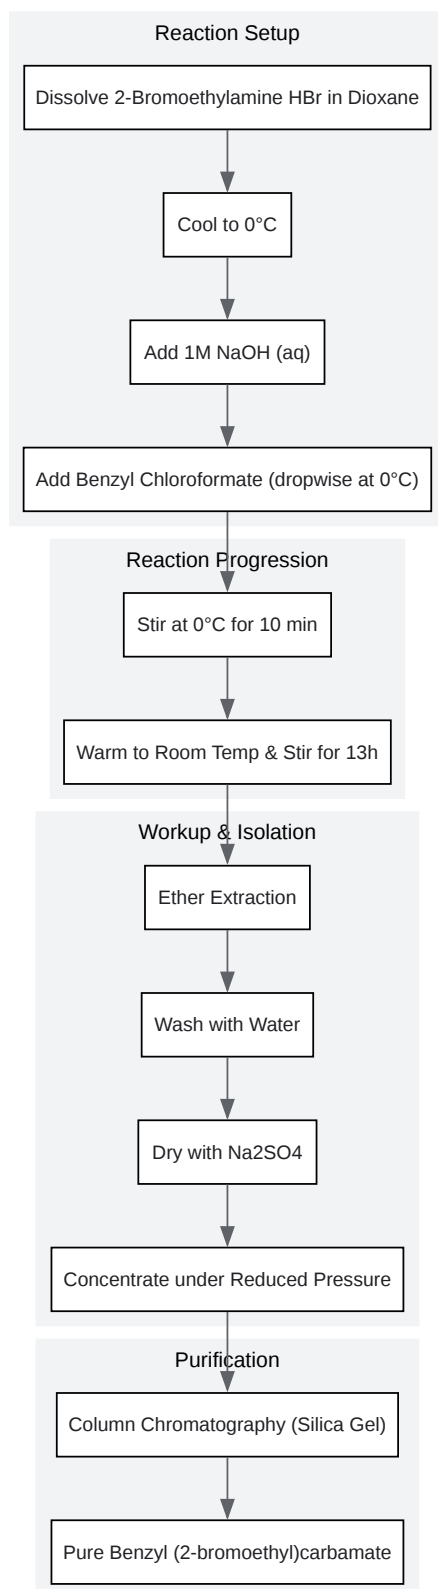 Reaction Setup
Dissolve 2-Bromoethylamine HBr in Dioxane
Cool to 0°C
Add 1M NaOH (aq)
Add Benzyl Chloroformate (dropwise at 0°C)
Reaction Progression
Stir at 0°C for 10 min
Warm to Room Temp & Stir for 13h
Workup & Isolation
Ether Extraction
Wash with Water
Dry with Na2SO4
Concentrate under Reduced Pressure
Purification
Column Chromatography (Silica Gel)
Pure Benzyl (2-bromoethyl)carbamate